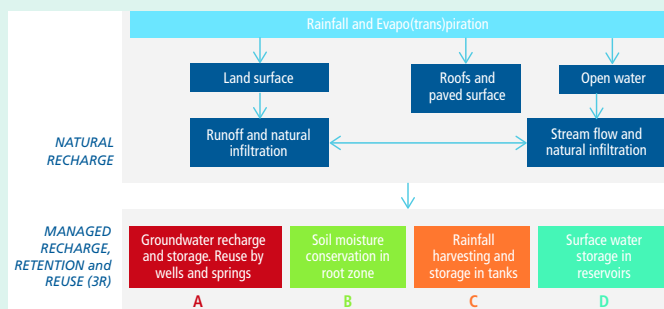 Rainfall and Evapo(trans)piration
Land surface
Roofs and
paved surface
Open water
NATURAL
RECHARGE
Runoff and natural
infiltration
Stream flow and
natural infiltration
MANAGED
RECHARGE,
RETENTION and
REUSE (3R)
Groundwater recharge
and storage. Reuse by
wells and springs
Soil moisture
conservation in
root zone
Rainfall
harvesting and
storage in tanks
Surface water
storage in
reservoirs
A
B
C
D